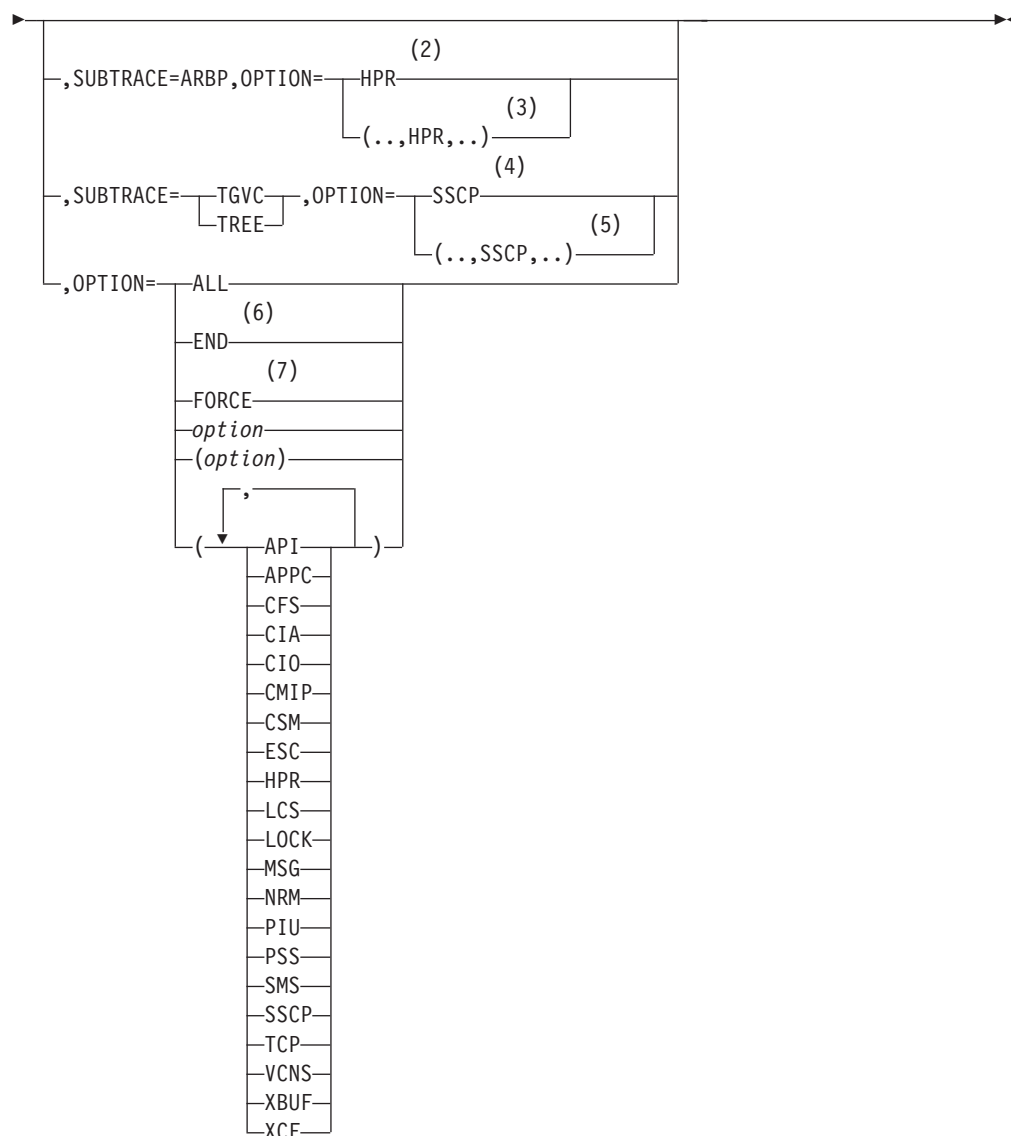 (2)
,SUBTRACE=ARBP,OPTION= HPR
(3)
(..,HPR,..)
(4)
,SUBTRACE= TGVC ,OPTION= SSCP
TREE (5)
(..,SSCP,..)
,OPTION= ALL
(6)
END
(7)
FORCE
option
(option)
,
( API )
APPC
CFS
CIA
CIO
CMIP
CSM
ESC
HPR
LCS
LOCK
MSG
NRM
PIU
PSS
SMS
SSCP
TCP
VCNS
XBUF
XCF